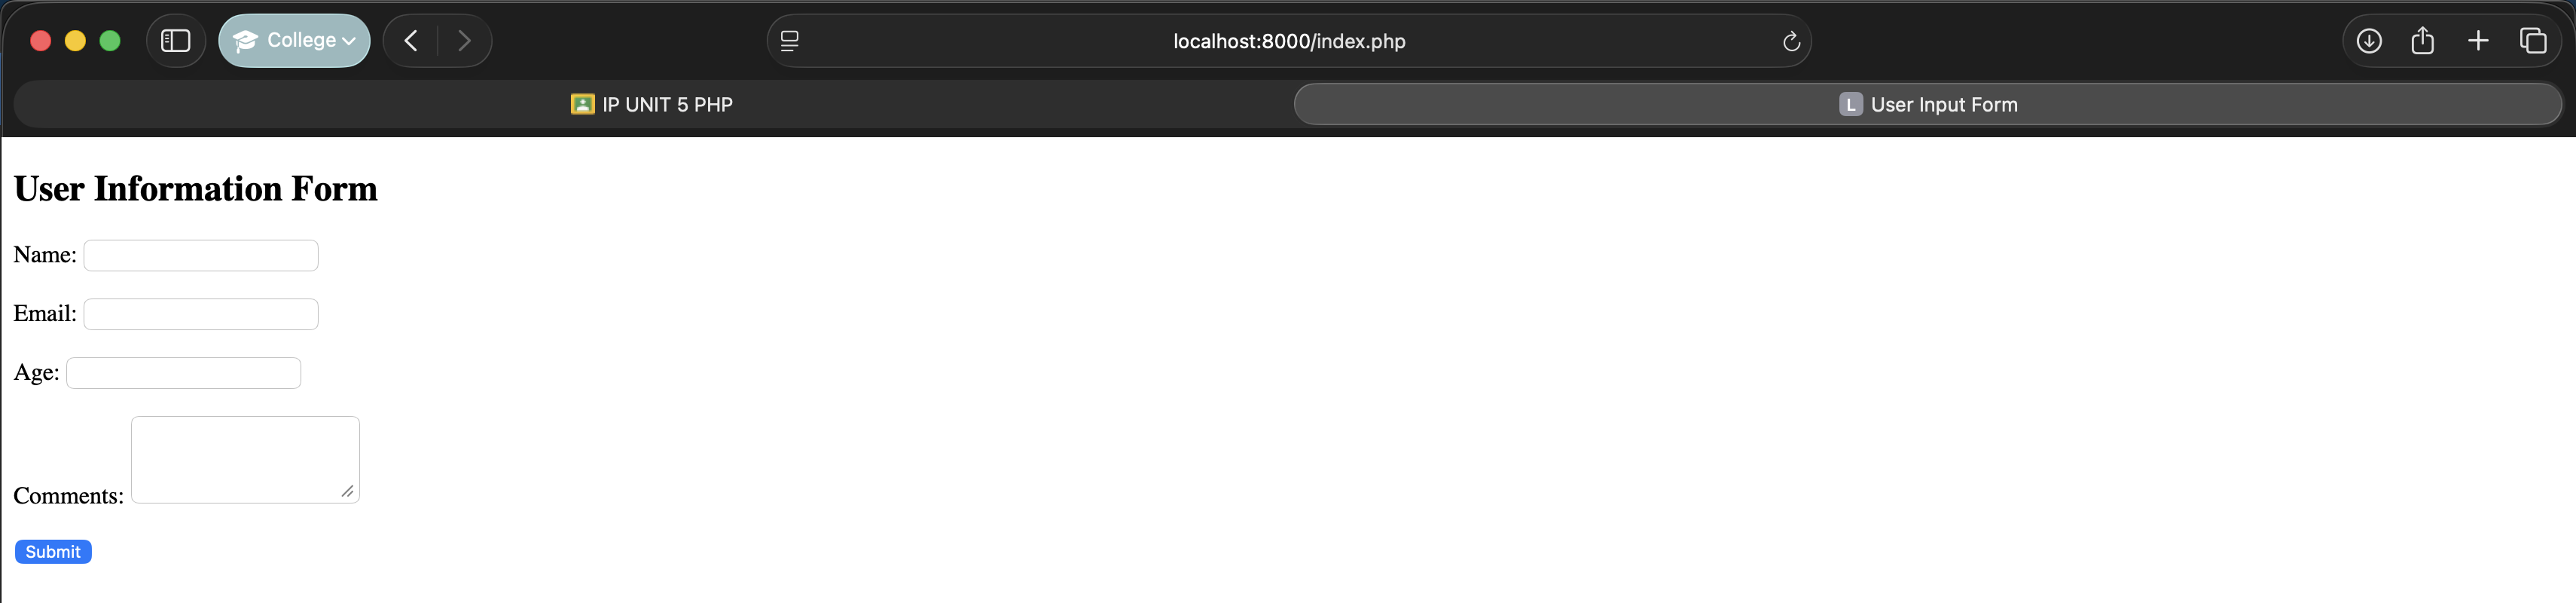 College
localhost:8000/index.php
IP UNIT 5 PHP
L User Input Form
User Information Form
Name:
Email:
Age:
Comments:
Submit